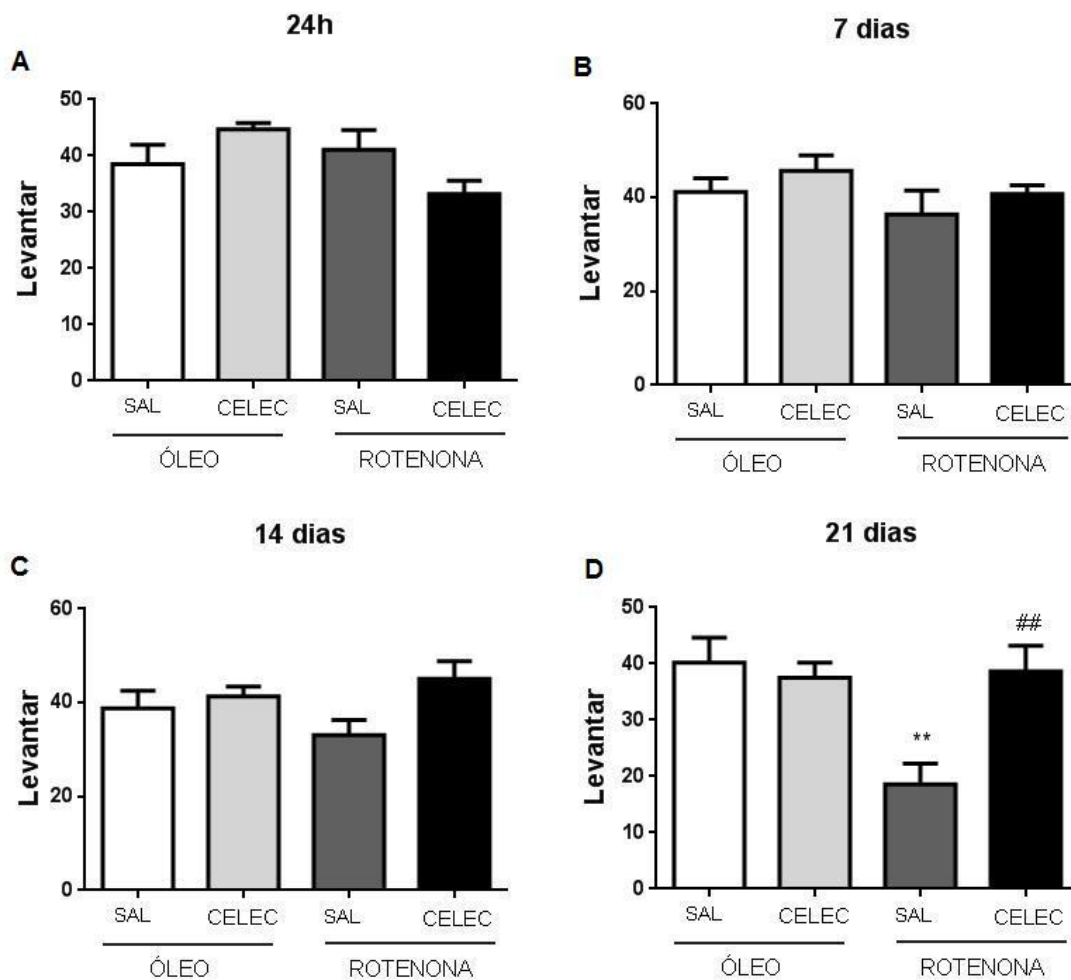 24h
A
Levantar
50
40
30
20
10
0
SAL CELEC SAL CELEC
ÓLEO ROTENONA
7 dias
B
Levantar
60
40
20
0
SAL CELEC SAL CELEC
ÓLEO ROTENONA
14 dias
C
Levantar
60
40
20
0
SAL CELEC SAL CELEC
ÓLEO ROTENONA
21 dias
D
Levantar
50
40
30
20
10
0
**
##
SAL CELEC SAL CELEC
ÓLEO ROTENONA